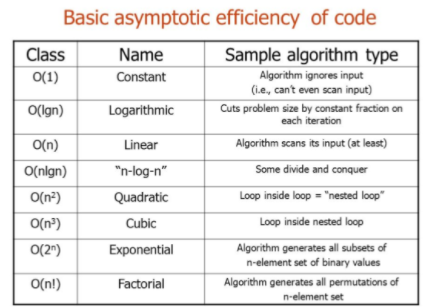 Basic asymptotic efficiency of code
Class Name Sample algorithm type
O(1) Constant Algorithm ignores input
(i.e., can't even scan input)
O(lgn) Logarithmic Cuts problem size by constant fraction on
each iteration
O(n) Linear Algorithm scans its input (at least)
O(nlgn) "n-log-n" Some divide and conquer
O(n²) Quadratic Loop inside loop = "nested loop"
O(n³) Cubic Loop inside nested loop
O(2ⁿ) Exponential Algorithm generates all subsets of
n-element set of binary values
O(n!) Factorial Algorithm generates all permutations of
n-element set